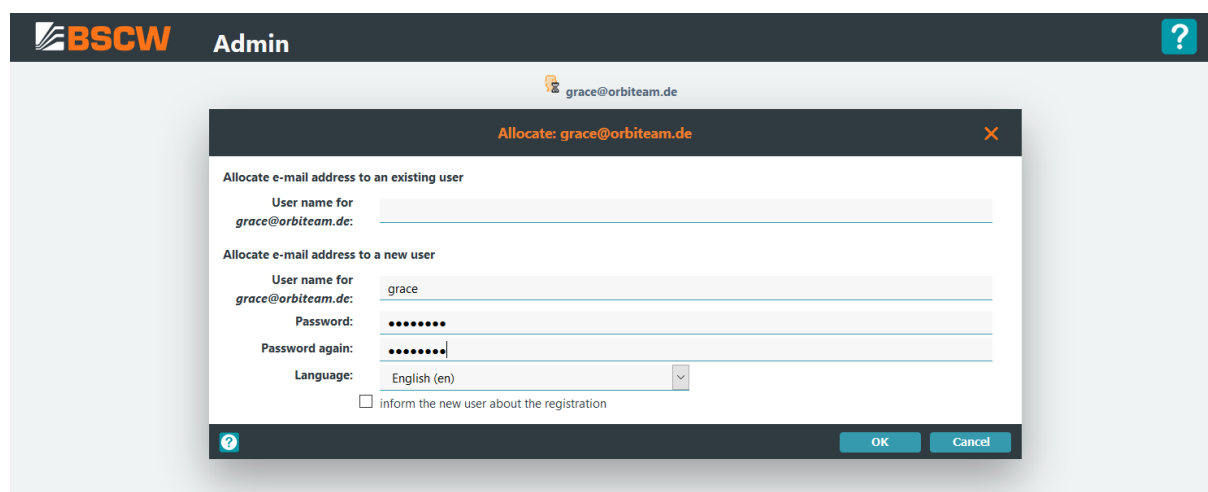 BSCW Admin ?
grace@orbiteam.de
Allocate: grace@orbiteam.de ×
Allocate e-mail address to an existing user
User name for
grace@orbiteam.de:
Allocate e-mail address to a new user
User name for
grace@orbiteam.de:
grace
Password: ••••••••
Password again: ••••••••
Language: English (en)
inform the new user about the registration
? OK Cancel